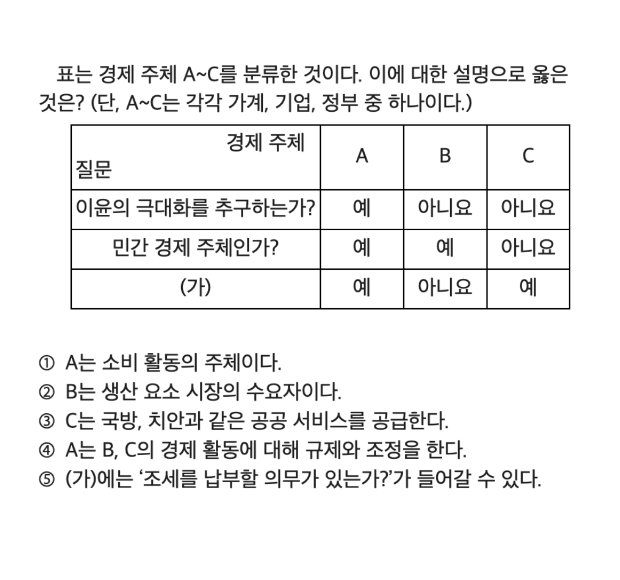 표는 경제 주체 A~C를 분류한 것이다. 이에 대한 설명으로 옳은
것은? (단, A~C는 각각 가계, 기업, 정부 중 하나이다.)
경제 주체
질문
A
B
C
이윤의 극대화를 추구하는가?
예
아니요
아니요
민간 경제 주체인가?
예
예
아니요
(가)
예
아니요
예
① A는 소비 활동의 주체이다.
② B는 생산 요소 시장의 수요자이다.
③ C는 국방, 치안과 같은 공공 서비스를 공급한다.
④ A는 B, C의 경제 활동에 대해 규제와 조정을 한다.
⑤ (가)에는 ‘조세를 납부할 의무가 있는가?’가 들어갈 수 있다.